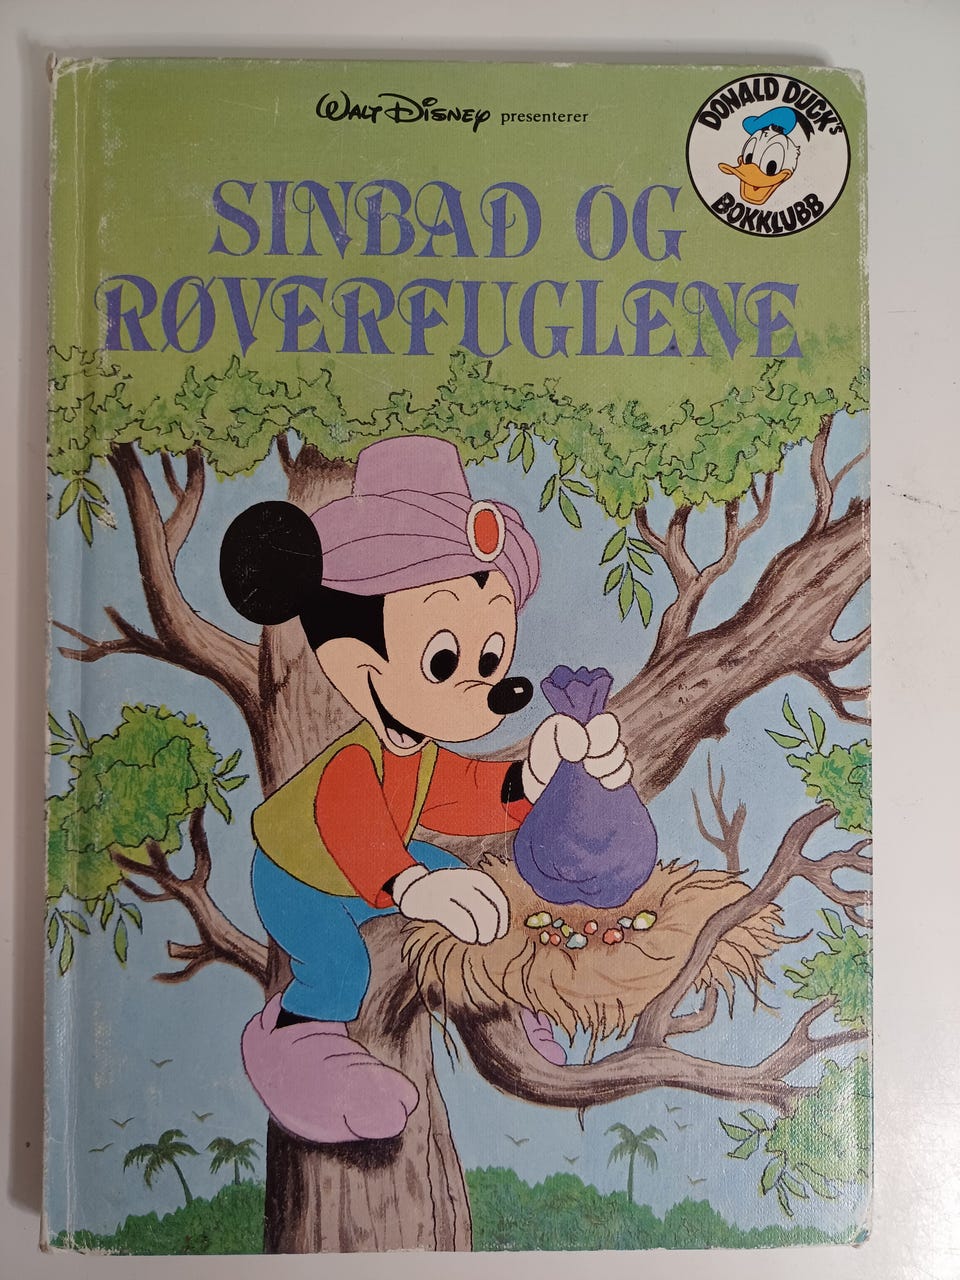 WALT DISNEY presenterer
DONALD DUCK's
BOKKLUBB
SINBAD OG
RØVERFUGLENE